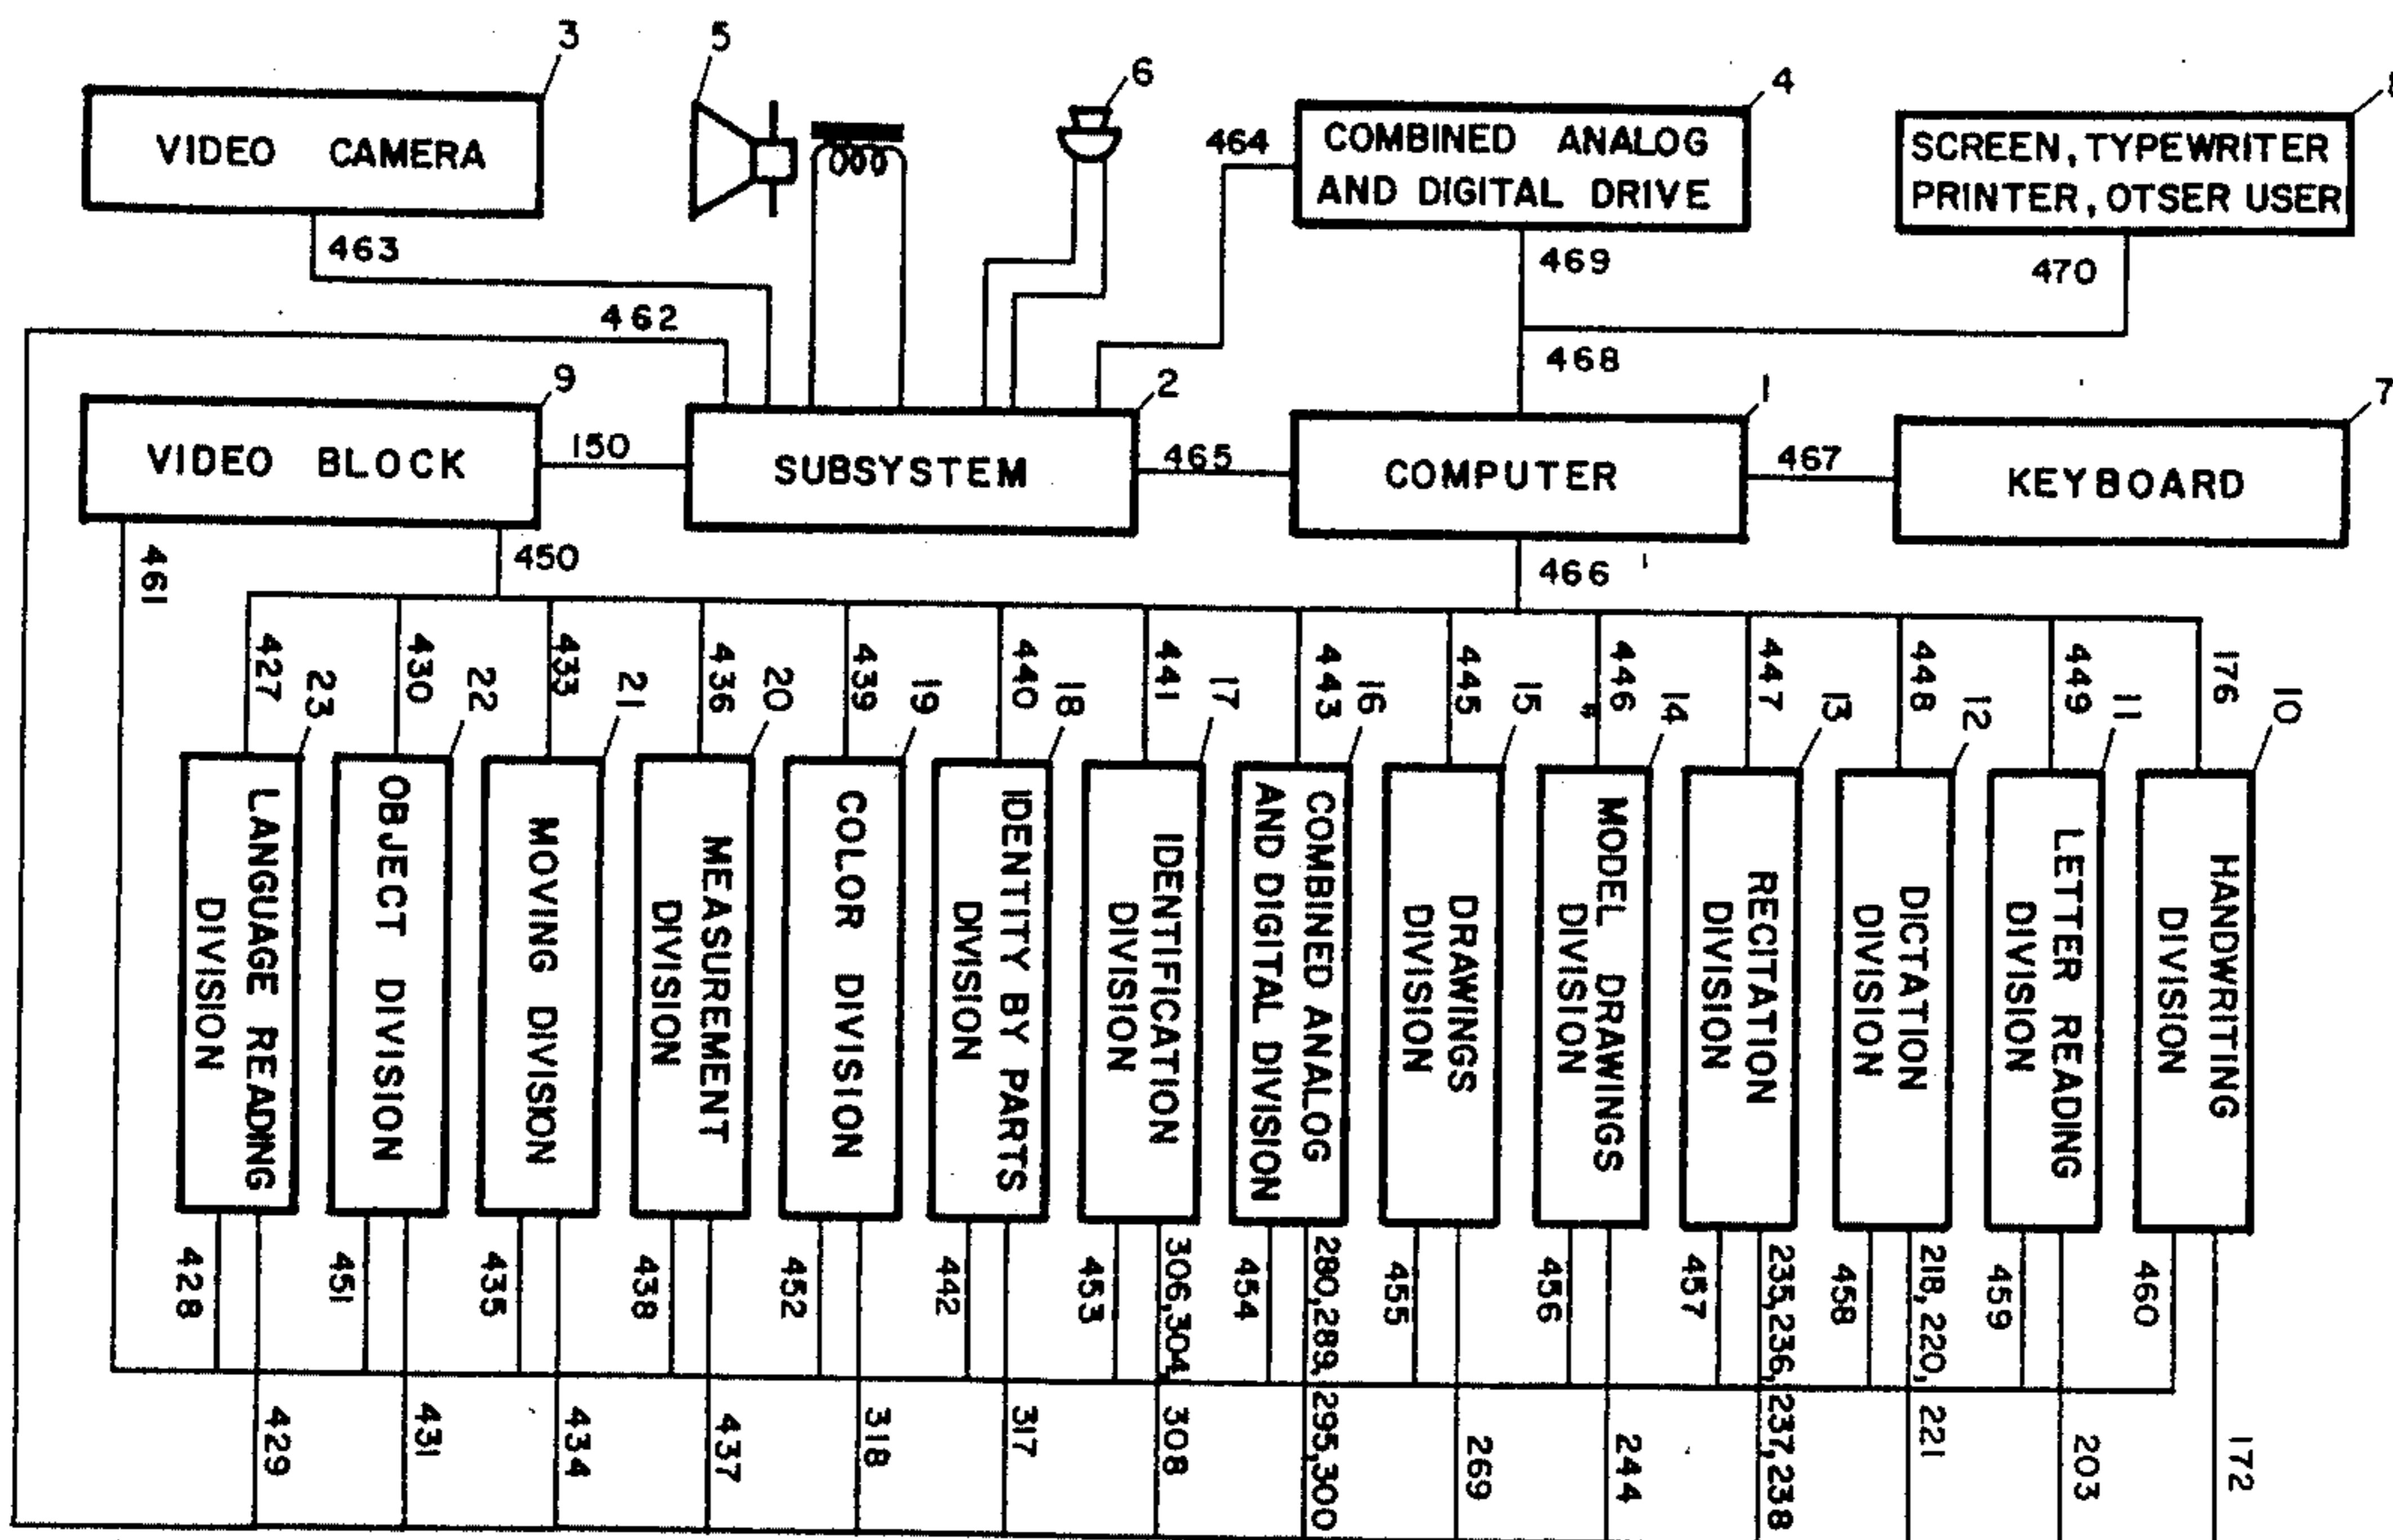 3
5
6
4
VIDEO CAMERA
COMBINED ANALOG
AND DIGITAL DRIVE
SCREEN, TYPEWRITER
PRINTER, OTSER USER
464
463
469
470
462
468
9
2
1
7
VIDEO BLOCK
150
SUBSYSTEM
465
COMPUTER
467
KEYBOARD
461
450
466
427
23
430
22
433
21
436
20
439
19
440
18
441
17
443
16
445
15
446
14
447
13
448
12
449
11
176
10
LANGUAGE READING
DIVISION
OBJECT DIVISION
MOVING DIVISION
MEASUREMENT
DIVISION
COLOR DIVISION
IDENTITY BY PARTS
DIVISION
IDENTIFICATION
DIVISION
COMBINED ANALOG
AND DIGITAL DIVISION
DRAWINGS
DIVISION
MODEL DRAWINGS
DIVISION
RECITATION
DIVISION
DICTATION
DIVISION
LETTER READING
DIVISION
HANDWRITING
DIVISION
428
429
451
431
435
434
438
437
452
318
442
317
453
306,304,
308
454
280,289,295,300
455
269
456
244
457
235,236,237,238
458
218,220,
221
459
203
460
172